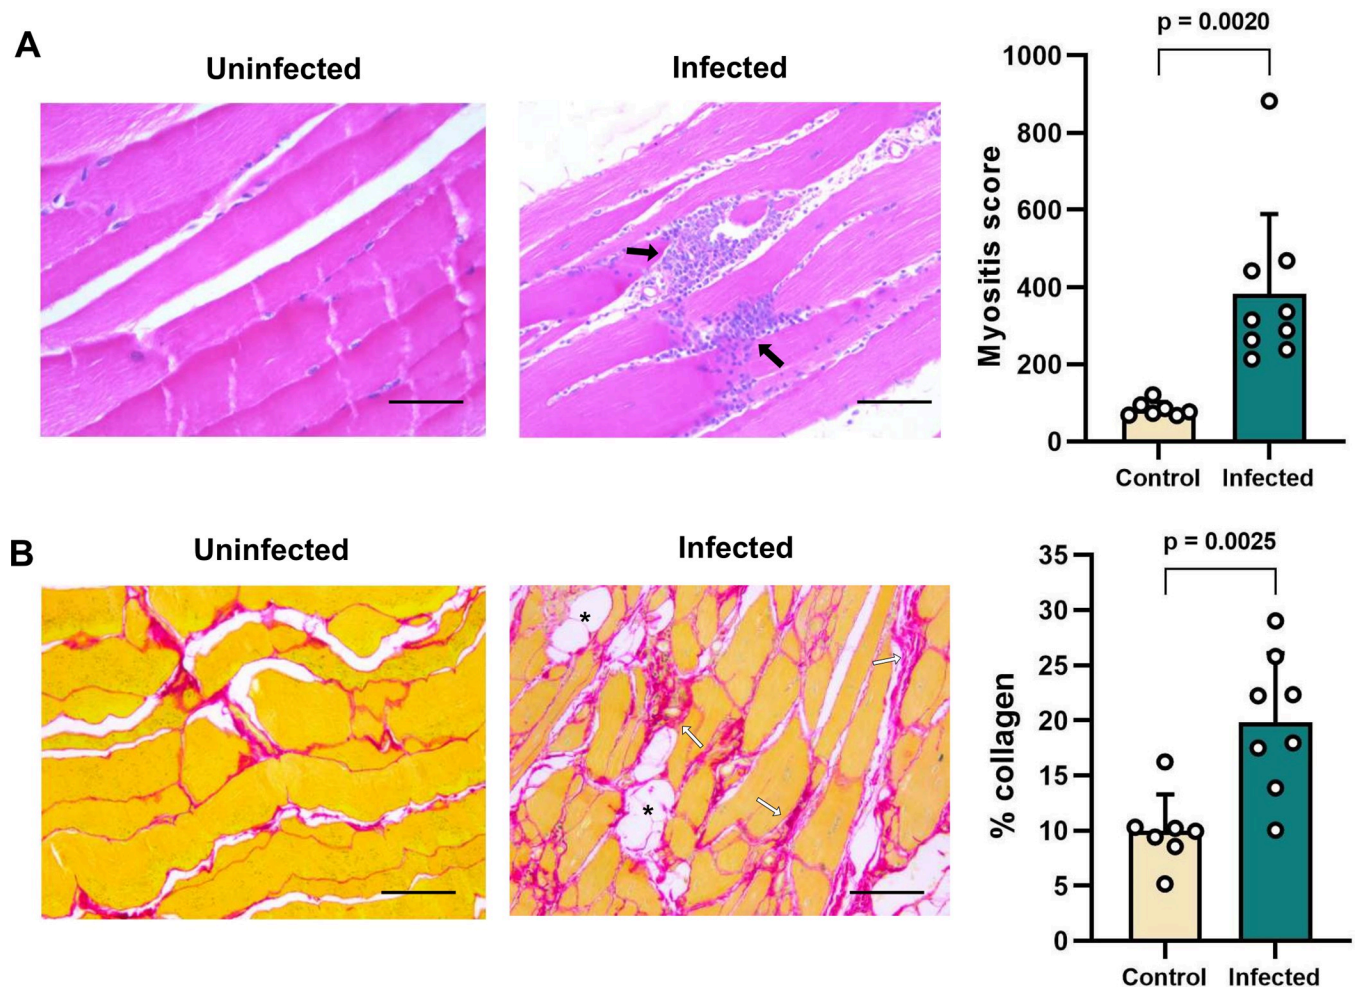 A
Uninfected
Infected
p = 0.0020
Myositis score
1000
800
600
400
200
0
Control
Infected
B
Uninfected
Infected
*
*
p = 0.0025
% collagen
35
30
25
20
15
10
5
0
Control
Infected